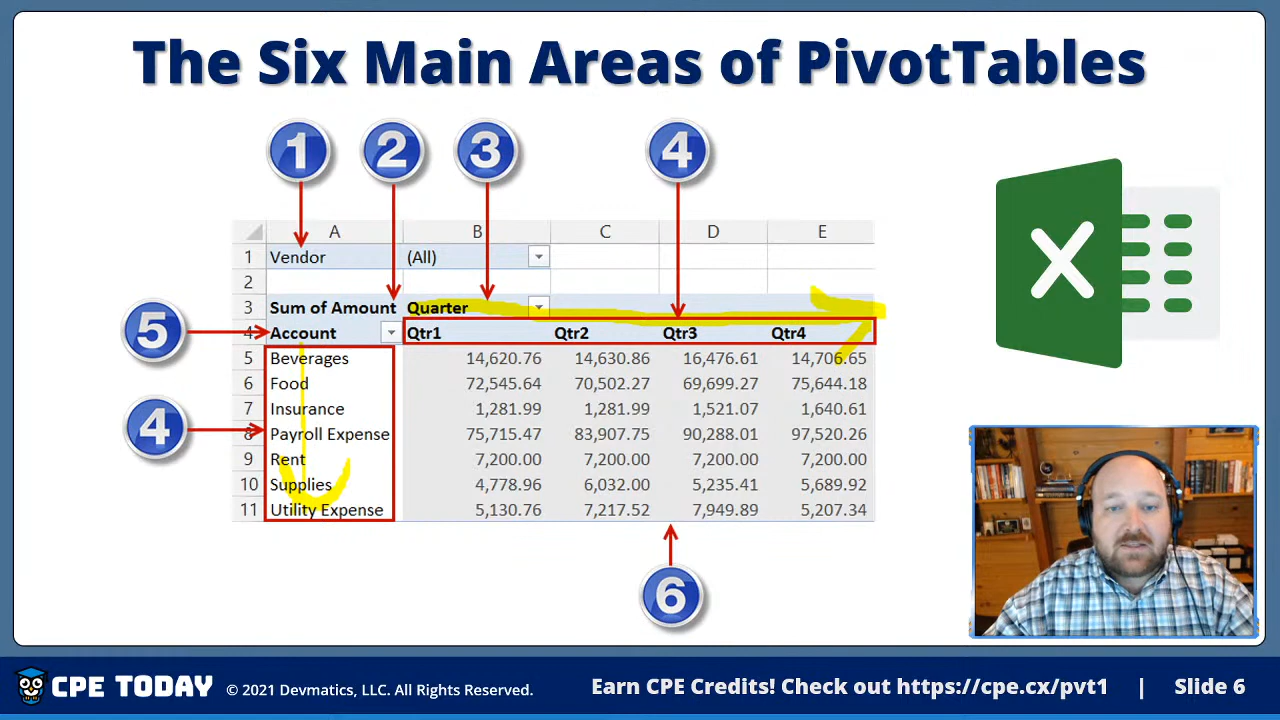 The Six Main Areas of PivotTables
1 2 3 4
A B C D E
1 Vendor (All)
2
3 Sum of Amount Quarter
5 4 Account Qtr1 Qtr2 Qtr3 Qtr4
5 Beverages 14,620.76 14,630.86 16,476.61 14,706.65
6 Food 72,545.64 70,502.27 69,699.27 75,644.18
7 Insurance 1,281.99 1,281.99 1,521.07 1,640.61
4 8 Payroll Expense 75,715.47 83,907.75 90,288.01 97,520.26
9 Rent 7,200.00 7,200.00 7,200.00 7,200.00
10 Supplies 4,778.96 6,032.00 5,235.41 5,689.92
11 Utility Expense 5,130.76 7,217.52 7,949.89 5,207.34
6
X
CPE TODAY © 2021 Devmatics, LLC. All Rights Reserved. Earn CPE Credits! Check out https://cpe.cx/pvt1 | Slide 6